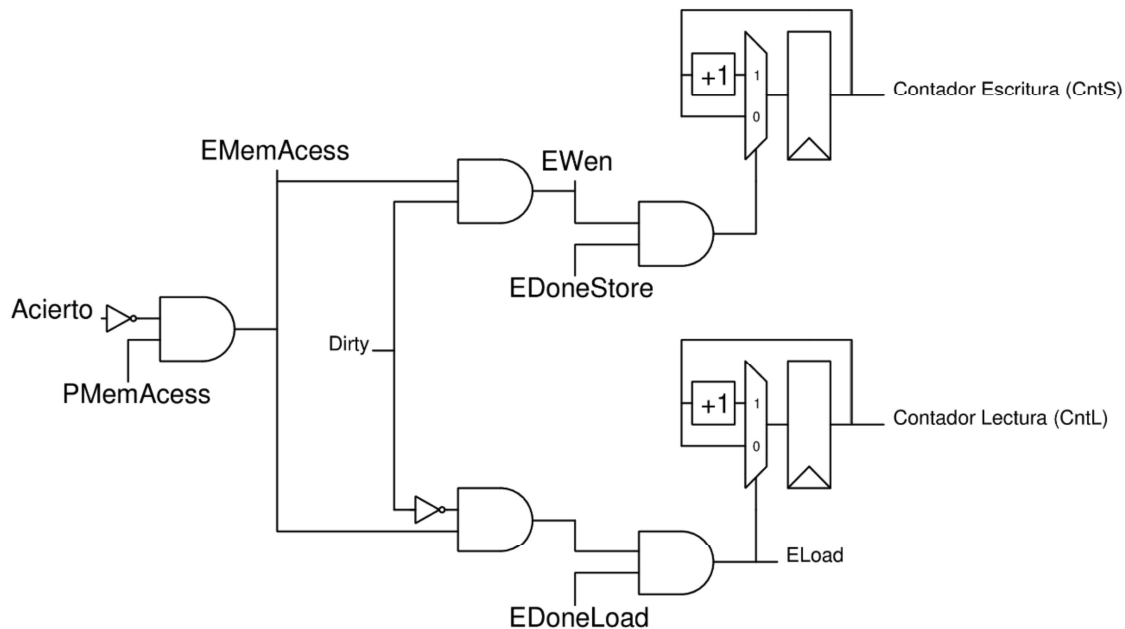 +1
1
0
Contador Escritura (CntS)
EMemAcess
EWen
EDoneStore
Acierto
PMemAcess
Dirty
+1
1
0
Contador Lectura (CntL)
ELoad
EDoneLoad